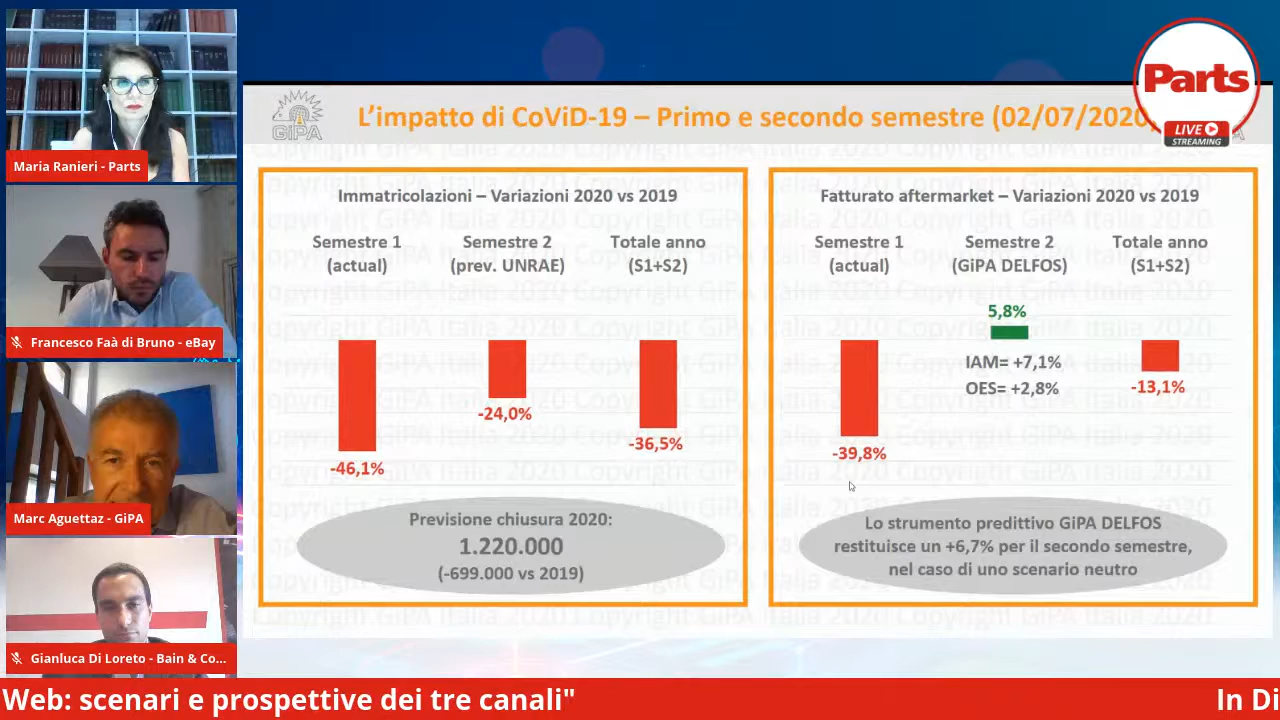 Maria Ranieri - Parts
Francesco Faà di Bruno - eBay
Marc Aguettaz - GiPA
Gianluca Di Loreto - Bain & Co...
GiPA
L'impatto di CoViD-19 – Primo e secondo semestre (02/07/2020
Parts
LIVE
STREAMING
Immatricolazioni – Variazioni 2020 vs 2019
Semestre 1
(actual)
Semestre 2
(prev. UNRAE)
Totale anno
(S1+S2)
-46,1%
-24,0%
-36,5%
Previsione chiusura 2020:
1.220.000
(-699.000 vs 2019)
Fatturato aftermarket – Variazioni 2020 vs 2019
Semestre 1
(actual)
Semestre 2
(GiPA DELFOS)
Totale anno
(S1+S2)
5,8%
IAM= +7,1%
OES= +2,8%
-39,8%
-13,1%
Lo strumento predittivo GiPA DELFOS
restituisce un +6,7% per il secondo semestre,
nel caso di uno scenario neutro
Copyright GiPA Italia 2020
Web: scenari e prospettive dei tre canali"
In Di